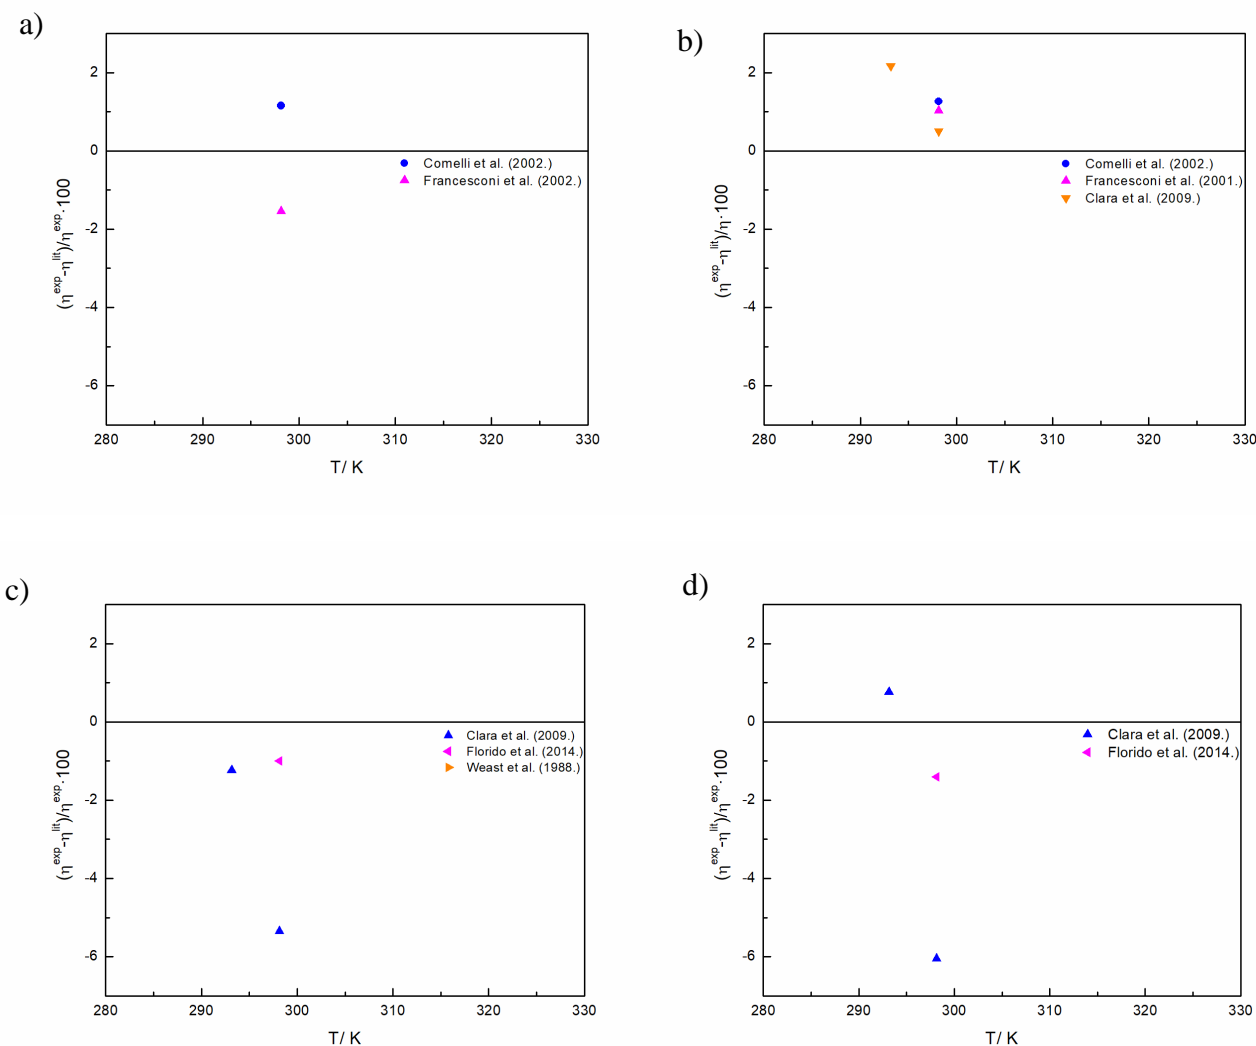 a)
2
0
-2
-4
-6
280 290 300 310 320 330
T/ K
(η^exp-η^lit)/η^exp·100
Comelli et al. (2002.)
Francesconi et al. (2002.)
b)
2
0
-2
-4
-6
280 290 300 310 320 330
T/ K
(η^exp-η^lit)/η·100
Comelli et al. (2002.)
Francesconi et al. (2001.)
Clara et al. (2009.)
c)
2
0
-2
-4
-6
280 290 300 310 320 330
T/ K
(η^exp-η^lit)/η^exp·100
Clara et al. (2009.)
Florido et al. (2014.)
Weast et al. (1988.)
d)
2
0
-2
-4
-6
280 290 300 310 320 330
T/ K
(η^exp-η^lit)/η^exp·100
Clara et al. (2009.)
Florido et al. (2014.)